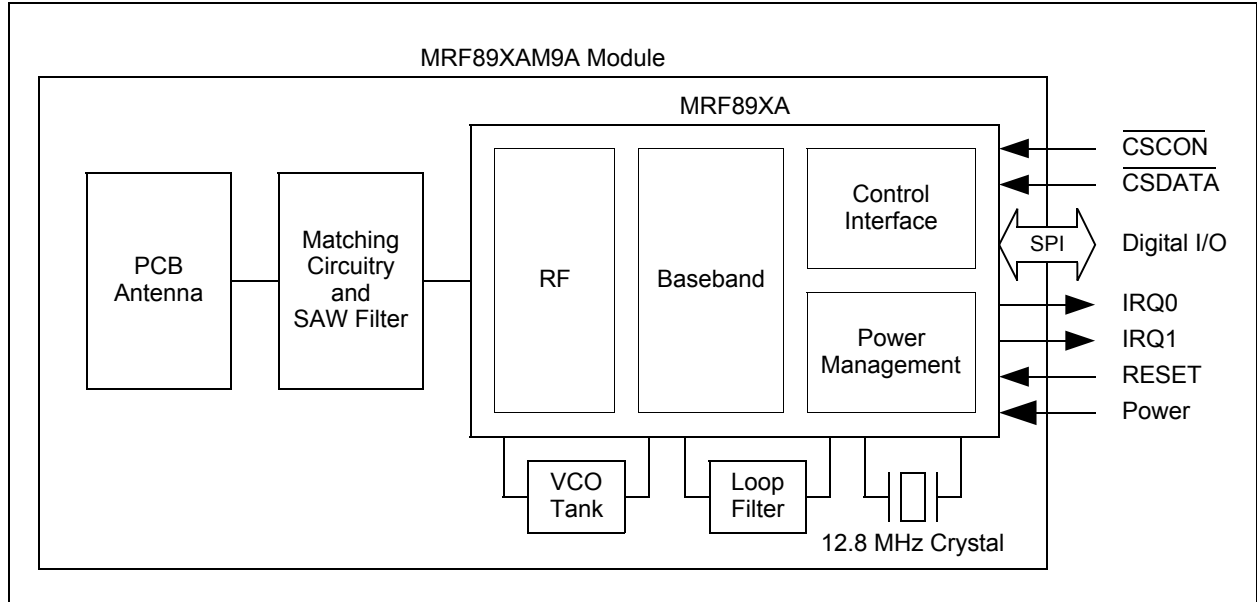 MRF89XAM9A Module
MRF89XA
PCB
Antenna
Matching
Circuitry
and
SAW Filter
RF
Baseband
Control
Interface
Power
Management
VCO
Tank
Loop
Filter
12.8 MHz Crystal
CSCON
CSDATA
SPI
Digital I/O
IRQ0
IRQ1
RESET
Power